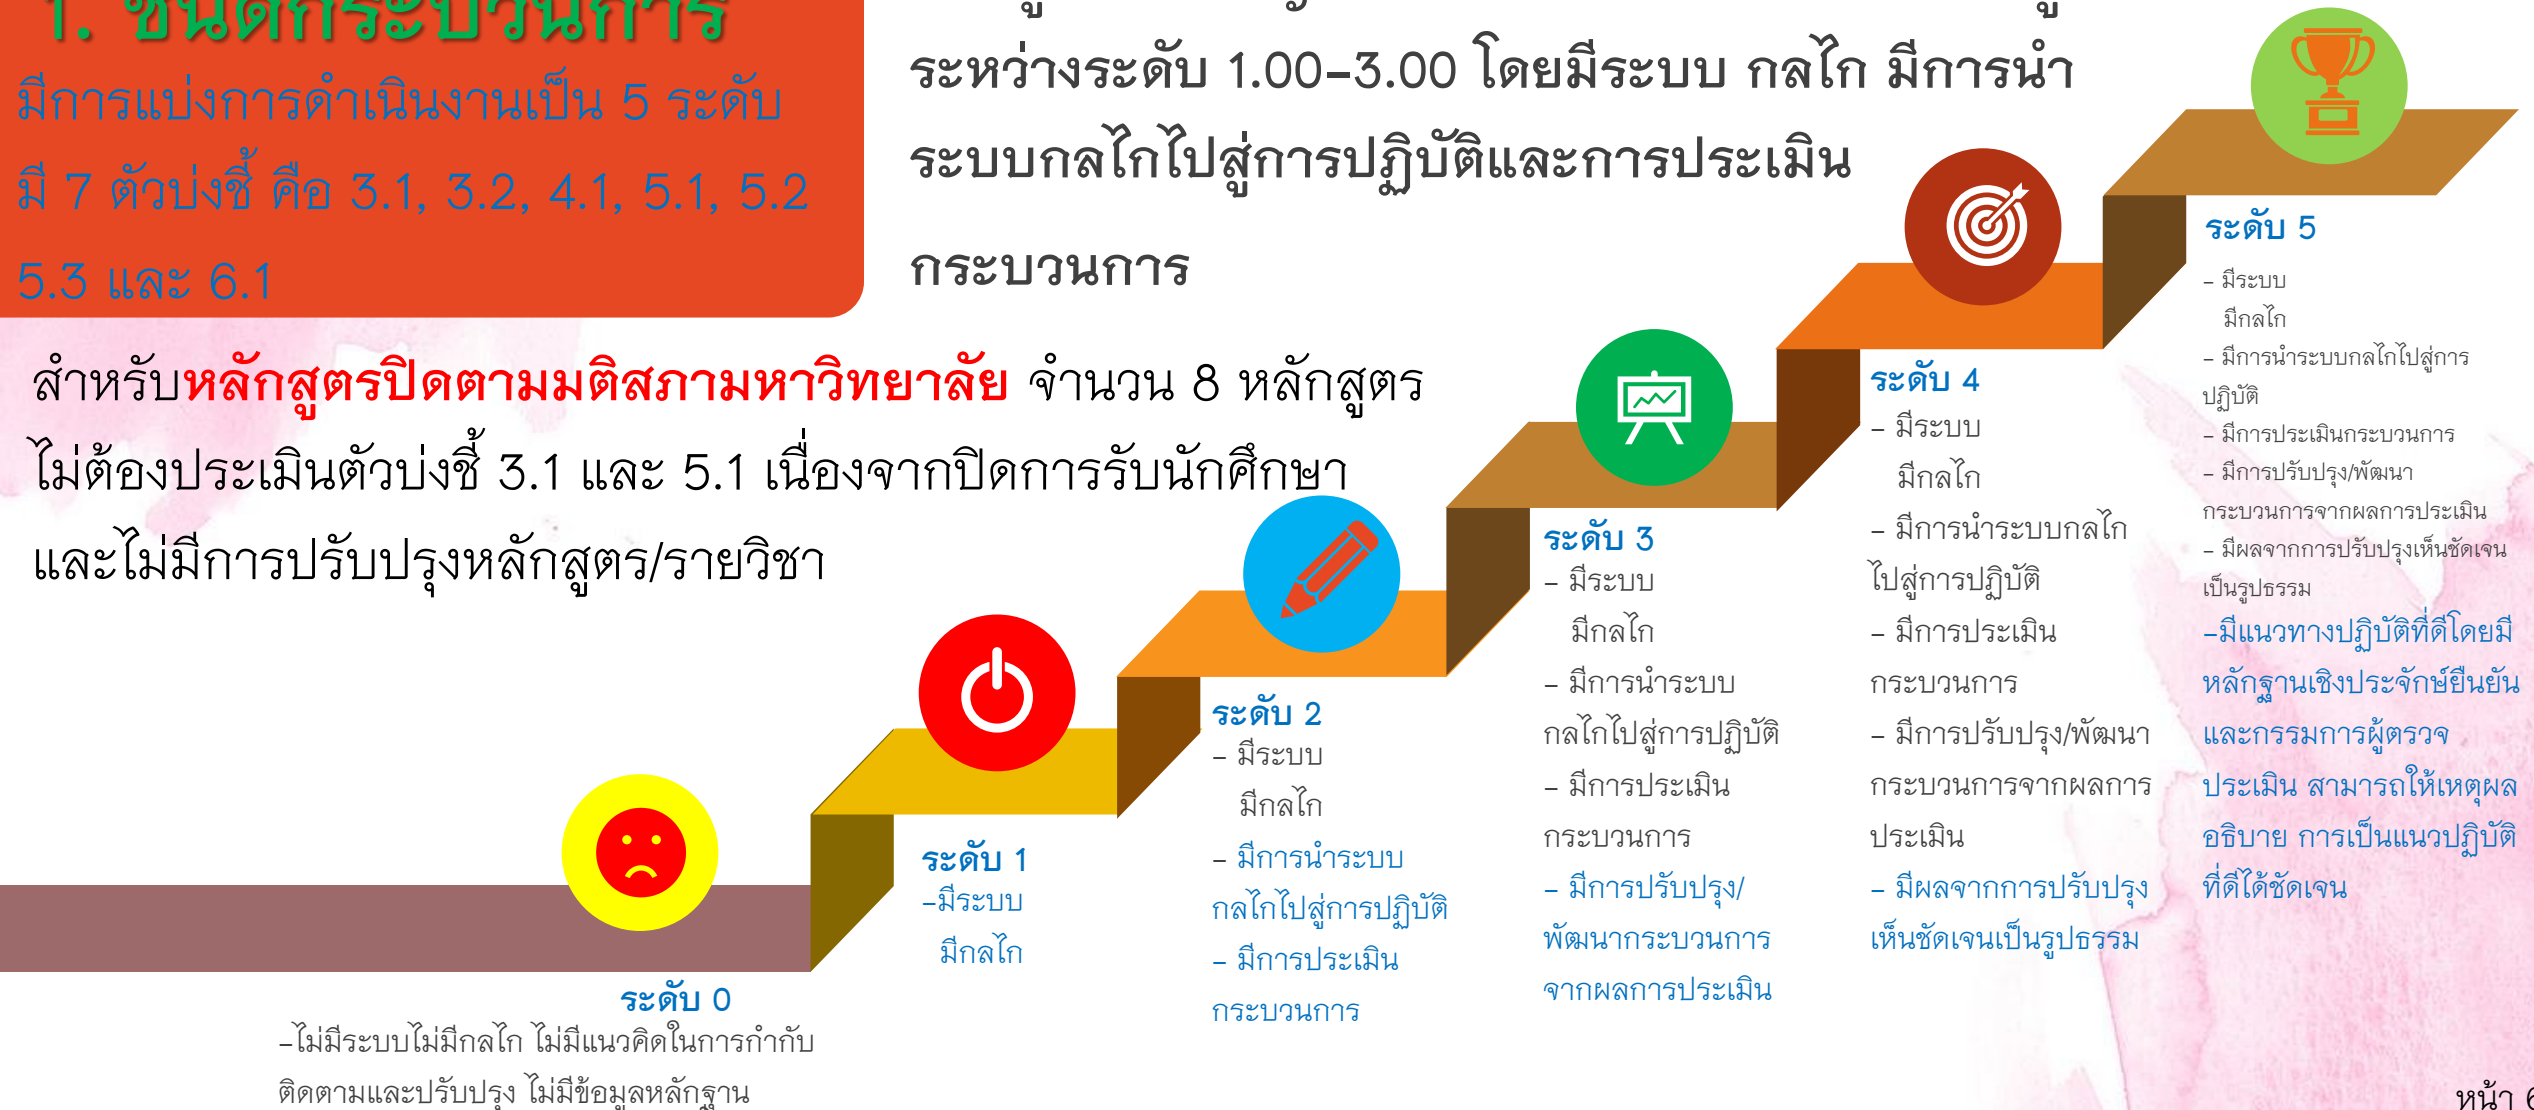 1. ชนิดกระบวนการ
มีการแบ่งการดำเนินงานเป็น 5 ระดับ
มี 7 ตัวบ่งชี้ คือ 3.1, 3.2, 4.1, 5.1, 5.2
5.3 และ 6.1
ระหว่างระดับ 1.00-3.00 โดยมีระบบ กลไก มีการนำ
ระบบกลไกไปสู่การปฏิบัติและการประเมิน
กระบวนการ
สำหรับหลักสูตรปิดตามมติสภามหาวิทยาลัย จำนวน 8 หลักสูตร
ไม่ต้องประเมินตัวบ่งชี้ 3.1 และ 5.1 เนื่องจากปิดการรับนักศึกษา
และไม่มีการปรับปรุงหลักสูตร/รายวิชา
ระดับ 0
-ไม่มีระบบไม่มีกลไก ไม่มีแนวคิดในการกำกับ
ติดตามและปรับปรุง ไม่มีข้อมูลหลักฐาน
ระดับ 1
-มีระบบ
มีกลไก
ระดับ 2
- มีระบบ
มีกลไก
- มีการนำระบบ
กลไกไปสู่การปฏิบัติ
- มีการประเมิน
กระบวนการ
ระดับ 3
- มีระบบ
มีกลไก
- มีการนำระบบ
กลไกไปสู่การปฏิบัติ
- มีการประเมิน
กระบวนการ
- มีการปรับปรุง/
พัฒนากระบวนการ
จากผลการประเมิน
ระดับ 4
- มีระบบ
มีกลไก
- มีการนำระบบกลไก
ไปสู่การปฏิบัติ
- มีการประเมิน
กระบวนการ
- มีการปรับปรุง/พัฒนา
กระบวนการจากผลการ
ประเมิน
- มีผลจากการปรับปรุง
เห็นชัดเจนเป็นรูปธรรม
ระดับ 5
- มีระบบ
มีกลไก
- มีการนำระบบกลไกไปสู่การ
ปฏิบัติ
- มีการประเมินกระบวนการ
- มีการปรับปรุง/พัฒนา
กระบวนการจากผลการประเมิน
- มีผลจากการปรับปรุงเห็นชัดเจน
เป็นรูปธรรม
-มีแนวทางปฏิบัติที่ดีโดยมี
หลักฐานเชิงประจักษ์ยืนยัน
และกรรมการผู้ตรวจ
ประเมิน สามารถให้เหตุผล
อธิบาย การเป็นแนวปฏิบัติ
ที่ดีได้ชัดเจน
หน้า 6